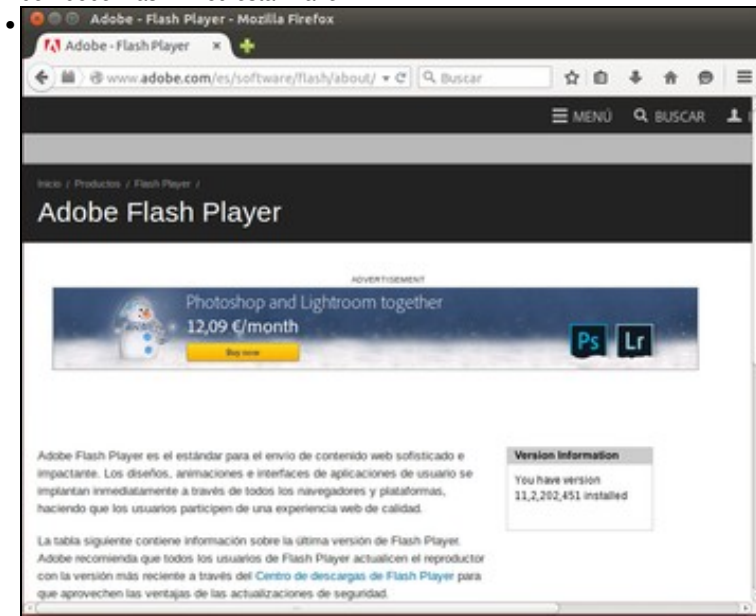 Adobe - Flash Player - Mozilla Firefox
Adobe - Flash Player
www.adobe.com/es/software/flash/about/
Buscar
MENÚ BUSCAR
Inicio / Productos / Flash Player /
Adobe Flash Player
ADVERTISEMENT
Photoshop and Lightroom together
12,09 €/month
Buy now
Ps Lr
Adobe Flash Player es el estándar para el envío de contenido web sofisticado e
impactante. Los diseños, animaciones e interfaces de aplicaciones de usuario se
implantan inmediatamente a través de todos los navegadores y plataformas,
haciendo que los usuarios participen de una experiencia web de calidad.
La tabla siguiente contiene información sobre la última versión de Flash Player.
Adobe recomienda que todos los usuarios de Flash Player actualicen el reproductor
con la versión más reciente a través del Centro de descargas de Flash Player para
que aprovechen las ventajas de las actualizaciones de seguridad.
Version Information
You have version
11,2,202,451 installed